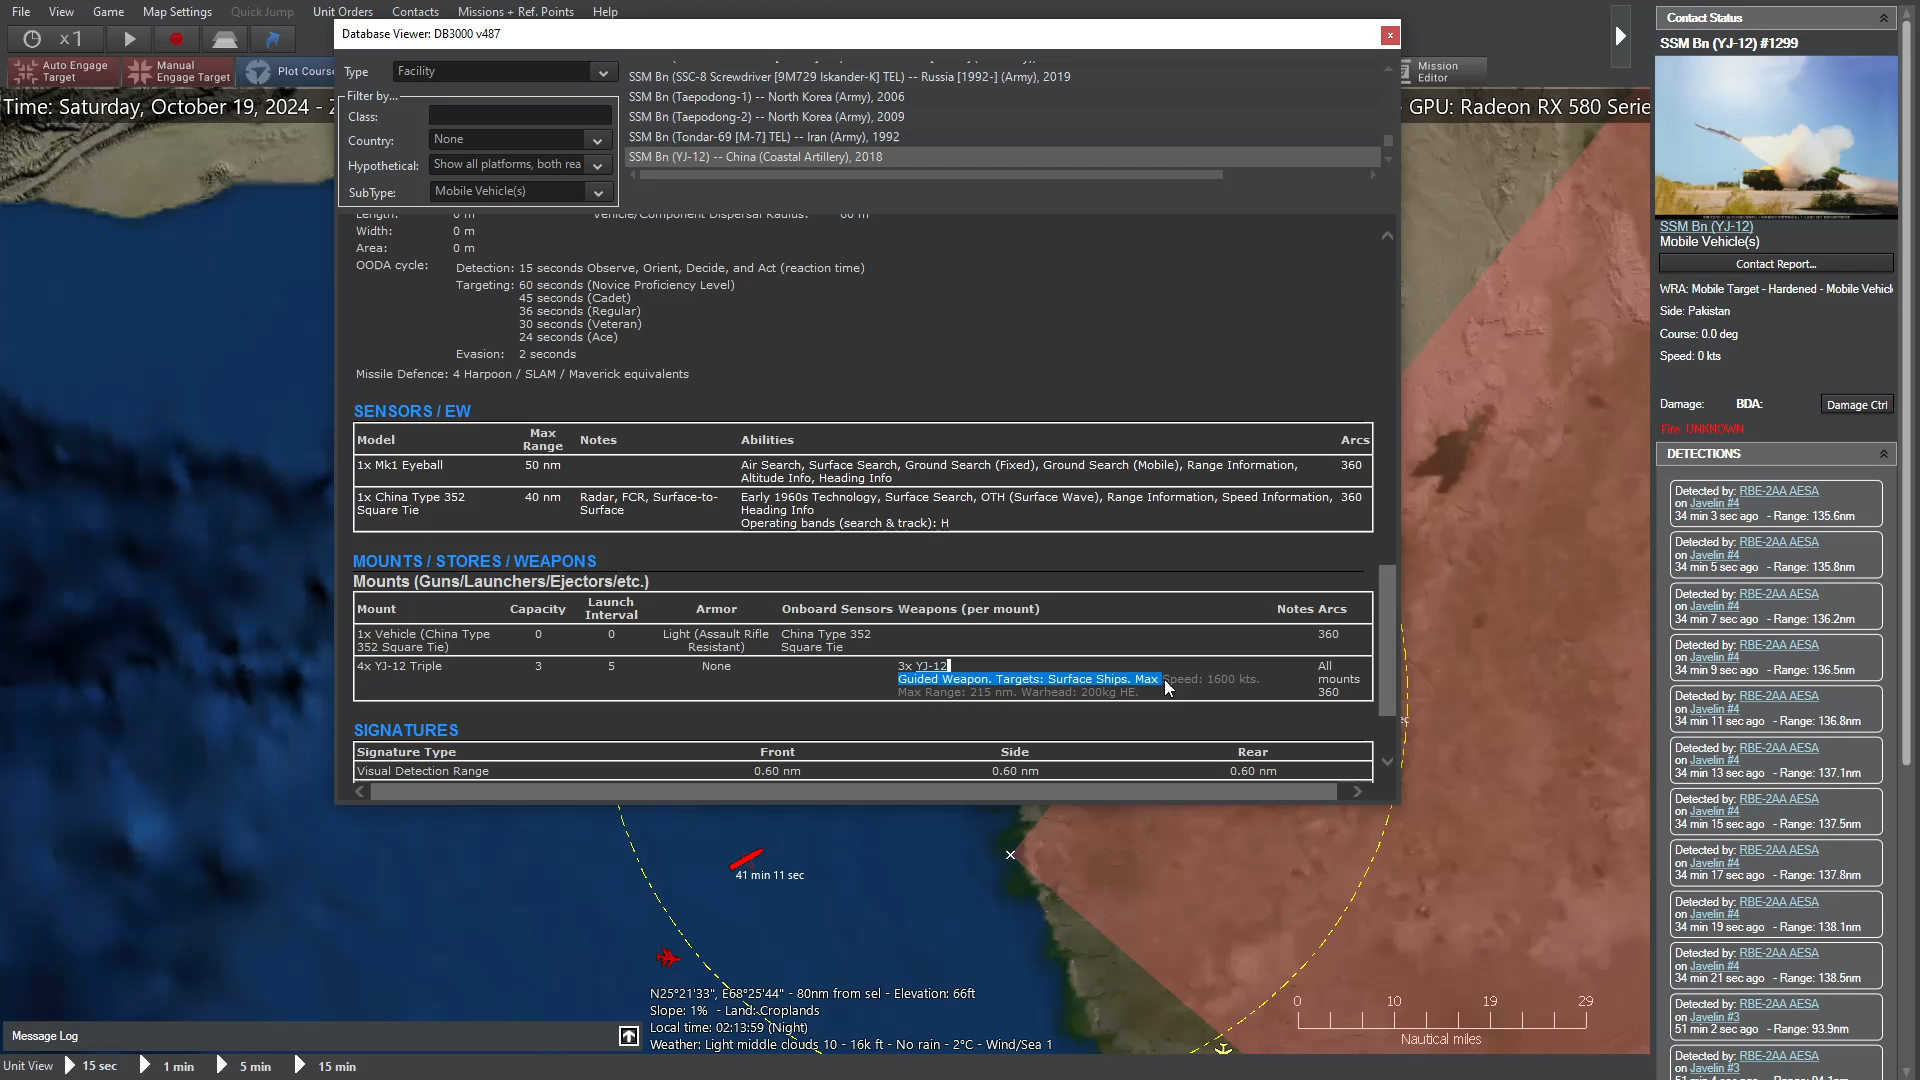 File View Game Map Settings Quick Jump Unit Orders Contacts Missions + Ref. Points Help
x1
Auto Engage Target
Manual Engage Target
Plot Course
Mission Editor
Time: Saturday, October 19, 2024 -
- GPU: Radeon RX 580 Serie
Database Viewer: DB3000 v487
x
Type Facility
Filter by...
Class:
Country: None
Hypothetical: Show all platforms, both rea
SubType: Mobile Vehicle(s)
SSM Bn (SSC-8 Screwdriver [9M729 Iskander-K] TEL) -- Russia [1992-] (Army), 2019
SSM Bn (Taepodong-1) -- North Korea (Army), 2006
SSM Bn (Taepodong-2) -- North Korea (Army), 2009
SSM Bn (Tondar-69 [M-7] TEL) -- Iran (Army), 1992
SSM Bn (YJ-12) -- China (Coastal Artillery), 2018
Length: 0 m Vehicle/Component Dispersal Radius: 60 m
Width: 0 m
Area: 0 m
OODA cycle: Detection: 15 seconds Observe, Orient, Decide, and Act (reaction time)
Targeting: 60 seconds (Novice Proficiency Level)
45 seconds (Cadet)
36 seconds (Regular)
30 seconds (Veteran)
24 seconds (Ace)
Evasion: 2 seconds
Missile Defence: 4 Harpoon / SLAM / Maverick equivalents
SENSORS / EW
Model Max Range Notes Abilities Arcs
1x Mk1 Eyeball 50 nm Air Search, Surface Search, Ground Search (Fixed), Ground Search (Mobile), Range Information, 360
Altitude Info, Heading Info
1x China Type 352 40 nm Radar, FCR, Surface-to- Early 1960s Technology, Surface Search, OTH (Surface Wave), Range Information, Speed Information, 360
Square Tie Surface Heading Info
Operating bands (search & track): H
MOUNTS / STORES / WEAPONS
Mounts (Guns/Launchers/Ejectors/etc.)
Mount Capacity Launch Interval Armor Onboard Sensors Weapons (per mount) Notes Arcs
1x Vehicle (China Type 0 0 Light (Assault Rifle China Type 352 360
352 Square Tie) Resistant) Square Tie
4x YJ-12 Triple 3 5 None 3x YJ-12 All
Guided Weapon. Targets: Surface Ships. Max Speed: 1600 kts. mounts
Max Range: 215 nm. Warhead: 200kg HE. 360
SIGNATURES
Signature Type Front Side Rear
Visual Detection Range 0.60 nm 0.60 nm 0.60 nm
41 min 11 sec
N25°21'33", E68°25'44" - 80nm from sel - Elevation: 66ft
Slope: 1% - Land: Croplands
Local time: 02:13:59 (Night)
Weather: Light middle clouds 10 - 16k ft - No rain - 2°C - Wind/Sea 1
0 10 19 29
Nautical miles
Message Log
Unit View 15 sec 1 min 5 min 15 min
Contact Status
SSM Bn (YJ-12) #1299
SSM Bn (YJ-12)
Mobile Vehicle(s)
Contact Report...
WRA: Mobile Target - Hardened - Mobile Vehicl
Side: Pakistan
Course: 0.0 deg
Speed: 0 kts
Damage: BDA: Damage Ctrl
Fire: UNKNOWN
DETECTIONS
Detected by: RBE-2AA AESA
on Javelin #4
34 min 3 sec ago - Range: 135.6nm
Detected by: RBE-2AA AESA
on Javelin #4
34 min 5 sec ago - Range: 135.8nm
Detected by: RBE-2AA AESA
on Javelin #4
34 min 7 sec ago - Range: 136.2nm
Detected by: RBE-2AA AESA
on Javelin #4
34 min 9 sec ago - Range: 136.5nm
Detected by: RBE-2AA AESA
on Javelin #4
34 min 11 sec ago - Range: 136.8nm
Detected by: RBE-2AA AESA
on Javelin #4
34 min 13 sec ago - Range: 137.1nm
Detected by: RBE-2AA AESA
on Javelin #4
34 min 15 sec ago - Range: 137.5nm
Detected by: RBE-2AA AESA
on Javelin #4
34 min 17 sec ago - Range: 137.8nm
Detected by: RBE-2AA AESA
on Javelin #4
34 min 19 sec ago - Range: 138.1nm
Detected by: RBE-2AA AESA
on Javelin #4
34 min 21 sec ago - Range: 138.5nm
Detected by: RBE-2AA AESA
on Javelin #3
51 min 2 sec ago - Range: 93.9nm
Detected by: RBE-2AA AESA
on Javelin #3
51 min 4 sec ago - Range: 94.1nm